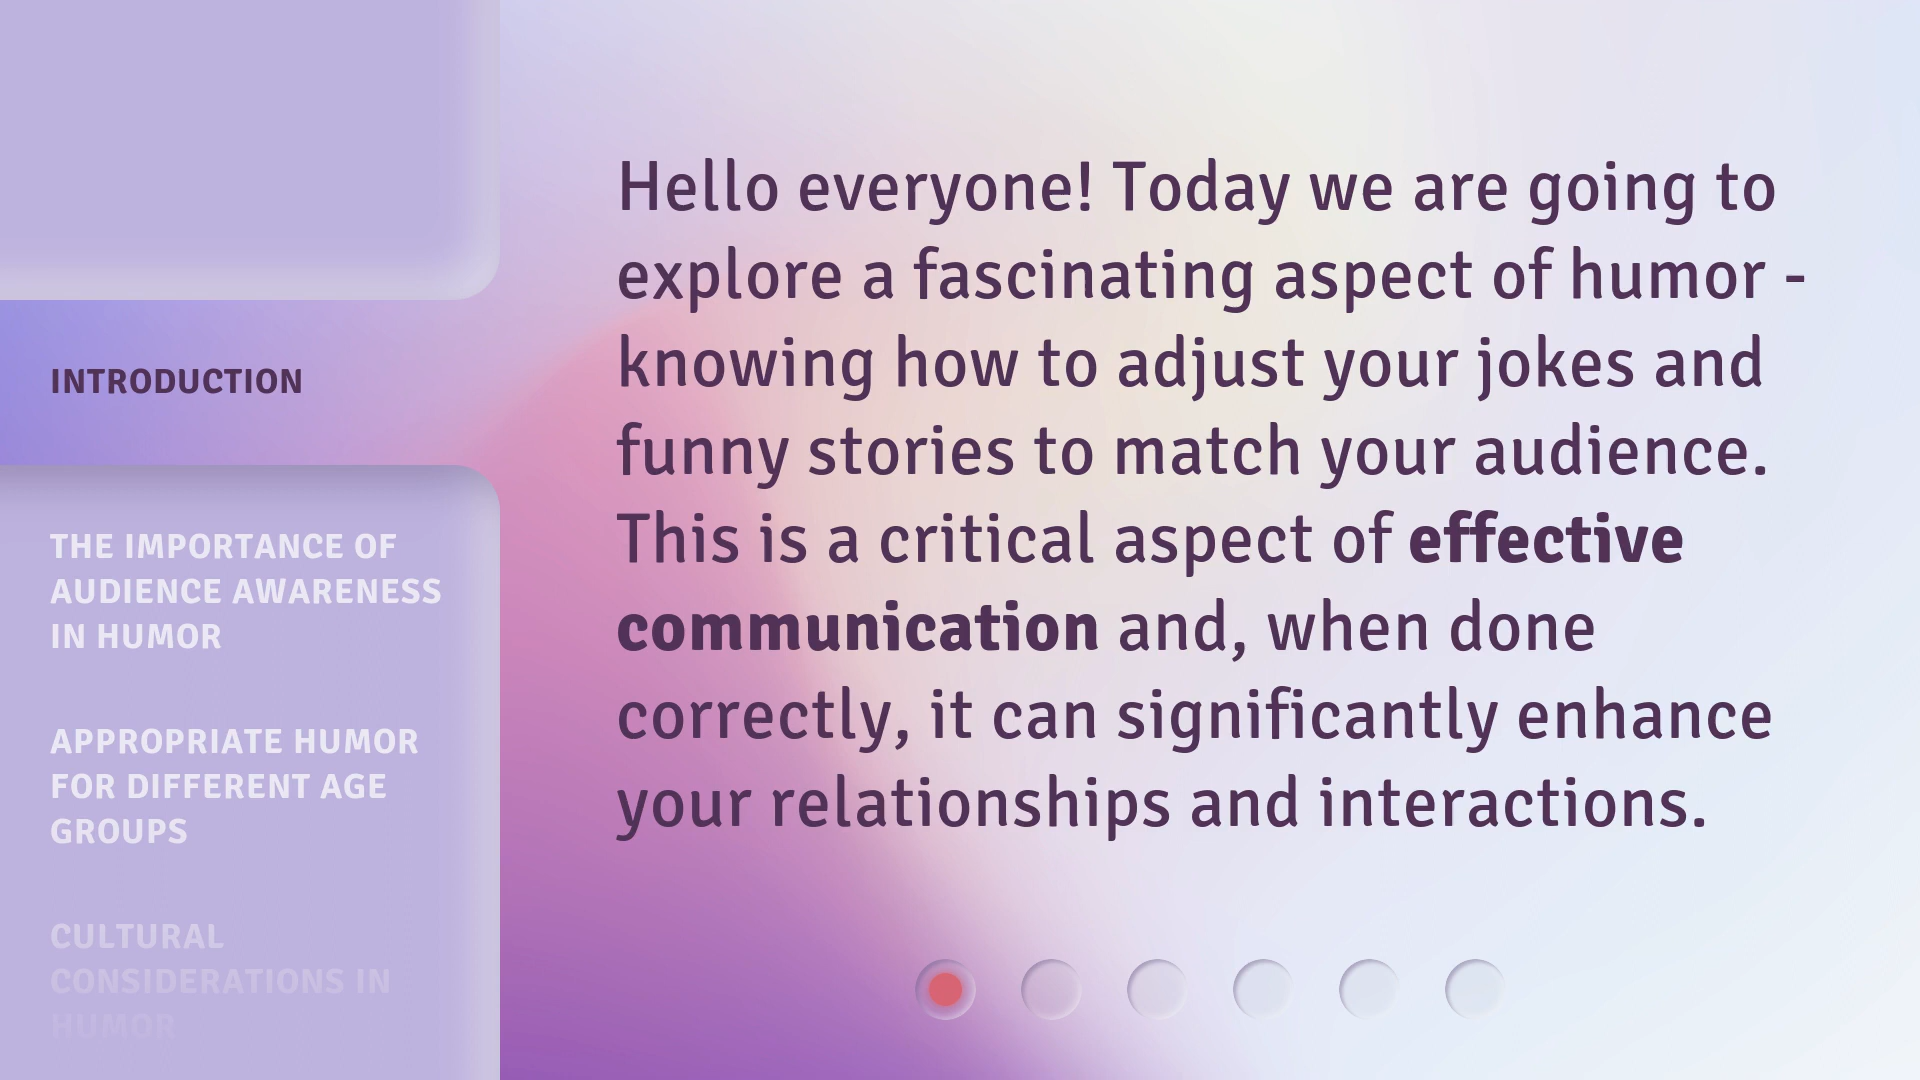 INTRODUCTION
THE IMPORTANCE OF
AUDIENCE AWARENESS
IN HUMOR
APPROPRIATE HUMOR
FOR DIFFERENT AGE
GROUPS
CULTURAL
CONSIDERATIONS IN
HUMOR
Hello everyone! Today we are going to
explore a fascinating aspect of humor -
knowing how to adjust your jokes and
funny stories to match your audience.
This is a critical aspect of effective
communication and, when done
correctly, it can significantly enhance
your relationships and interactions.